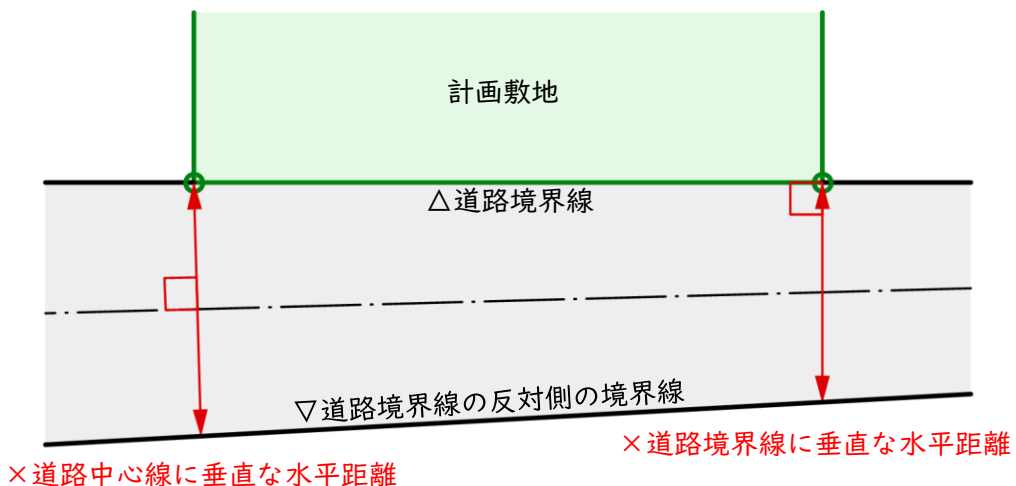 計画敷地
△道路境界線
▽道路境界線の反対側の境界線
×道路境界線に垂直な水平距離
×道路中心線に垂直な水平距離